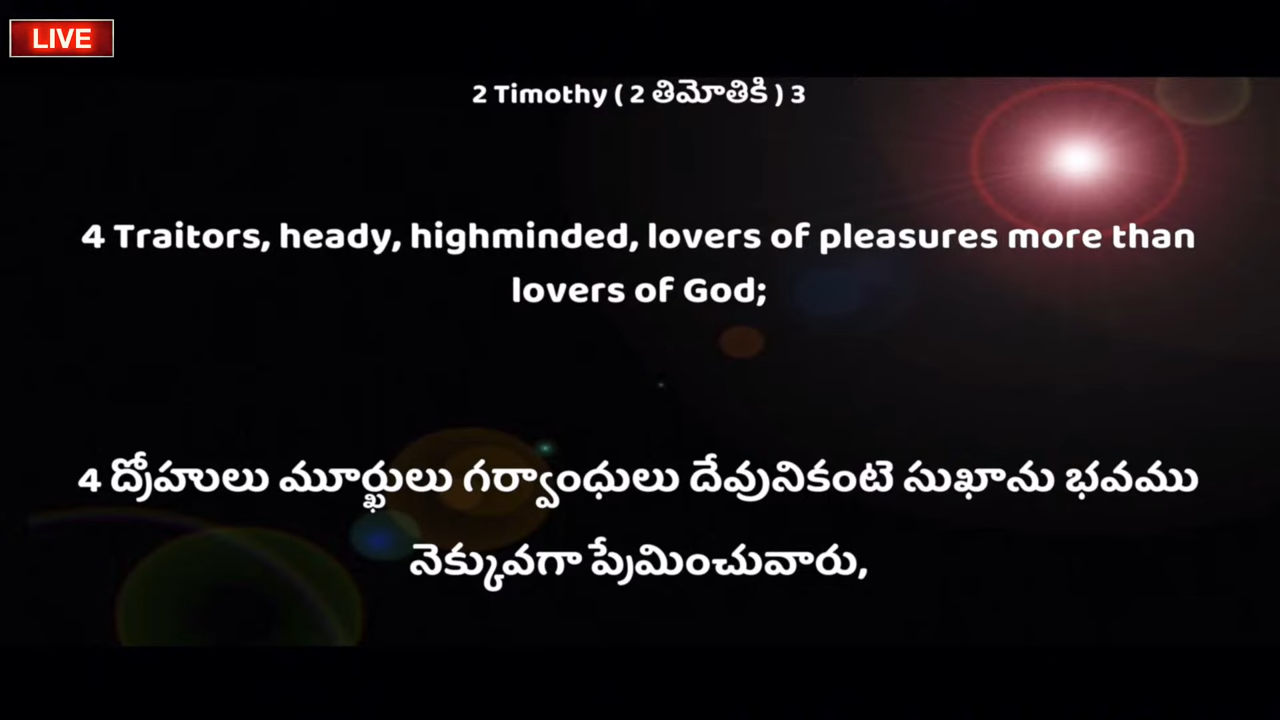 LIVE
2 Timothy ( 2 తిమోతికి ) 3
4 Traitors, heady, highminded, lovers of pleasures more than
lovers of God;
4 ద్రోహులు మూర్ఖులు గర్వాంధులు దేవునికంటె సుఖాను భవము
నెక్కువగా ప్రేమించువారు,